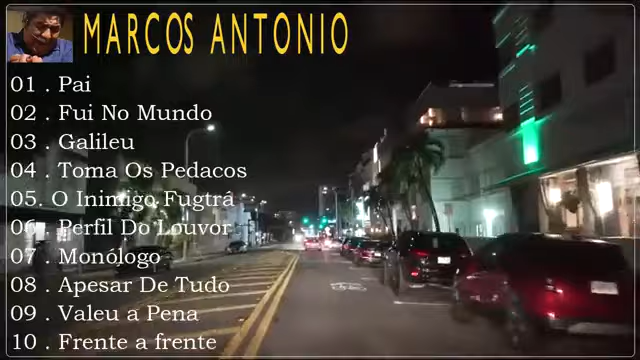 MARCOS ANTONIO
01 . Pai
02 . Fui No Mundo
03 . Galileu
04 . Toma Os Pedacos
05. O Inimigo Fugtrá
06 . Perfil Do Louvor
07 . Monólogo
08 . Apesar De Tudo
09 . Valeu a Pena
10 . Frente a frente